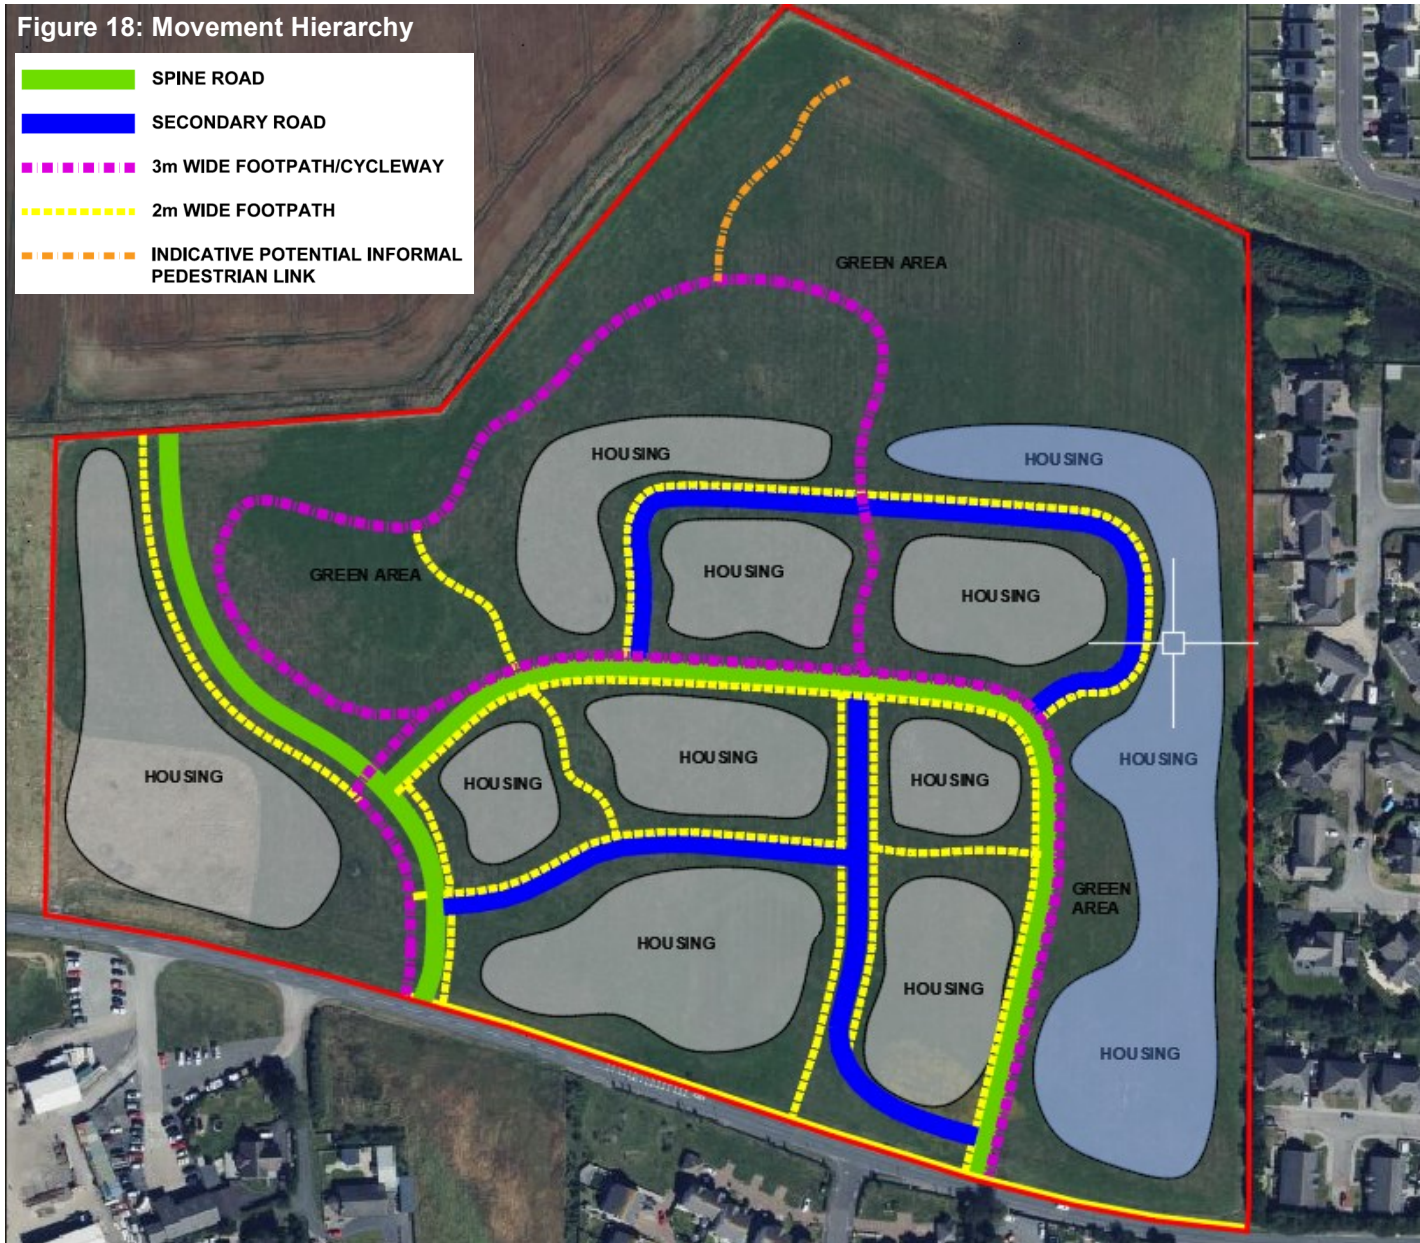 Figure 18: Movement Hierarchy
SPINE ROAD
SECONDARY ROAD
3m WIDE FOOTPATH/CYCLEWAY
2m WIDE FOOTPATH
INDICATIVE POTENTIAL INFORMAL
PEDESTRIAN LINK
GREEN AREA
HOUSING
HOUSING
HOUSING
GREEN AREA
HOUSING
HOUSING
HOUSING
HOUSING
HOUSING
HOUSING
HOUSING
GREEN
AREA
HOUSING
HOUSING
HOUSING